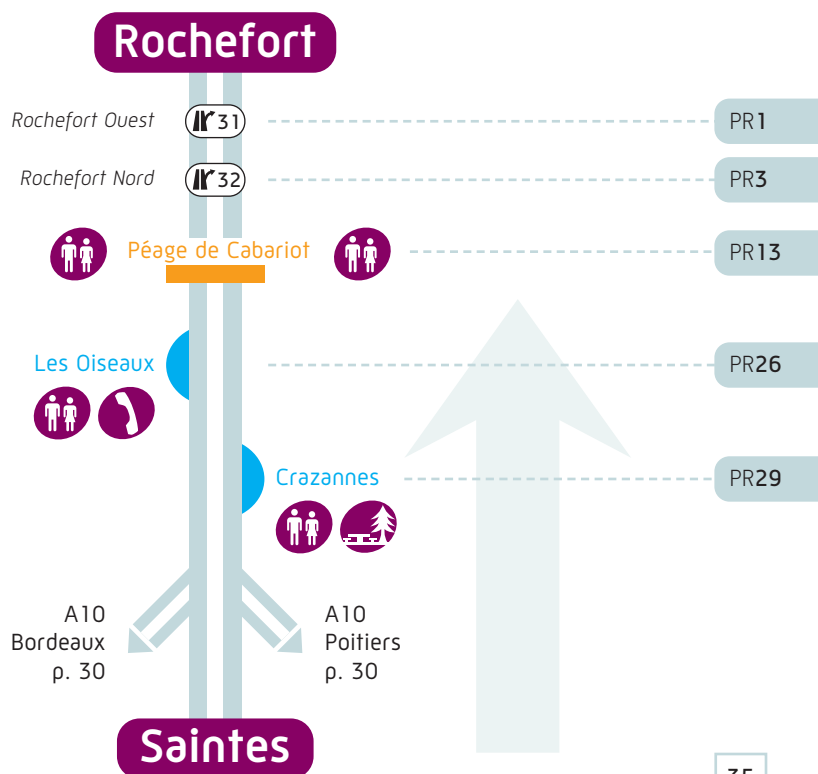 Rochefort
Rochefort Ouest 31 PR1
Rochefort Nord 32 PR3
Péage de Cabariot PR13
Les Oiseaux PR26
Crazannes PR29
A10
Bordeaux
p. 30
A10
Poitiers
p. 30
Saintes
35